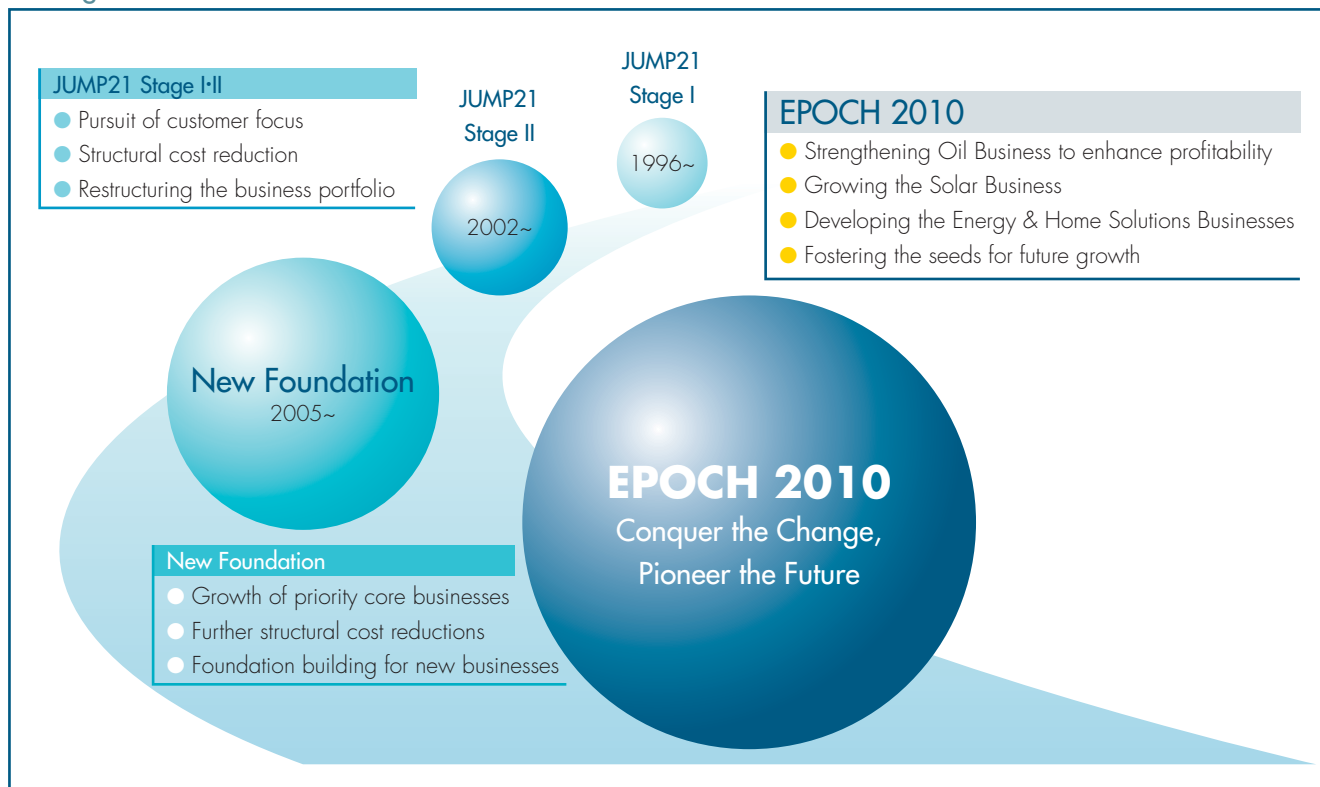 JUMP21 Stage I·II
● Pursuit of customer focus
● Structural cost reduction
● Restructuring the business portfolio
JUMP21
Stage II
2002~
JUMP21
Stage I
1996~
EPOCH 2010
● Strengthening Oil Business to enhance profitability
● Growing the Solar Business
● Developing the Energy & Home Solutions Businesses
● Fostering the seeds for future growth
New Foundation
2005~
EPOCH 2010
Conquer the Change,
Pioneer the Future
New Foundation
● Growth of priority core businesses
● Further structural cost reductions
● Foundation building for new businesses